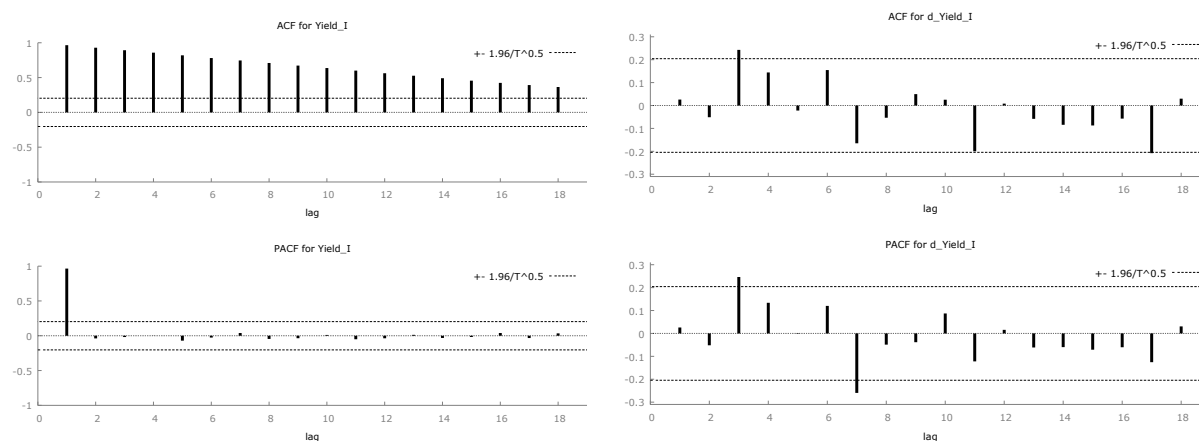 ACF for Yield_I
+- 1.96/T^0.5
1
0.5
0
-0.5
-1
0 2 4 6 8 10 12 14 16 18
lag
PACF for Yield_I
+- 1.96/T^0.5
1
0.5
0
-0.5
-1
0 2 4 6 8 10 12 14 16 18
lag
ACF for d_Yield_I
+- 1.96/T^0.5
0.3
0.2
0.1
0
-0.1
-0.2
-0.3
0 2 4 6 8 10 12 14 16 18
lag
PACF for d_Yield_I
+- 1.96/T^0.5
0.3
0.2
0.1
0
-0.1
-0.2
-0.3
0 2 4 6 8 10 12 14 16 18
lag